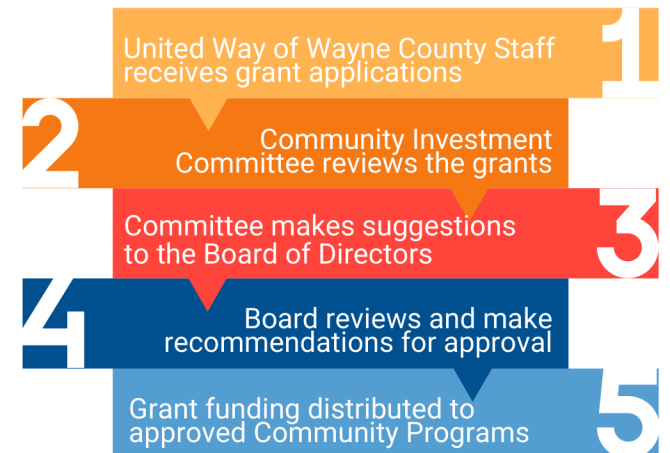 United Way of Wayne County Staff
receives grant applications
1
2
Community Investment
Committee reviews the grants
Committee makes suggestions
to the Board of Directors
3
4
Board reviews and make
recommendations for approval
Grant funding distributed to
approved Community Programs
5